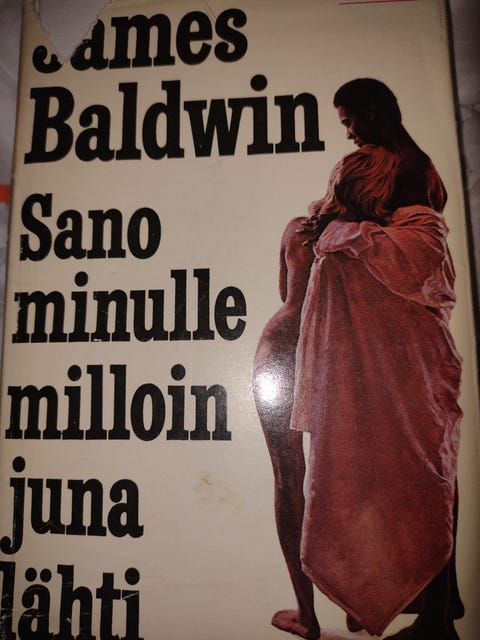 James
Baldwin
Sano
minulle
milloin
juna
lähti